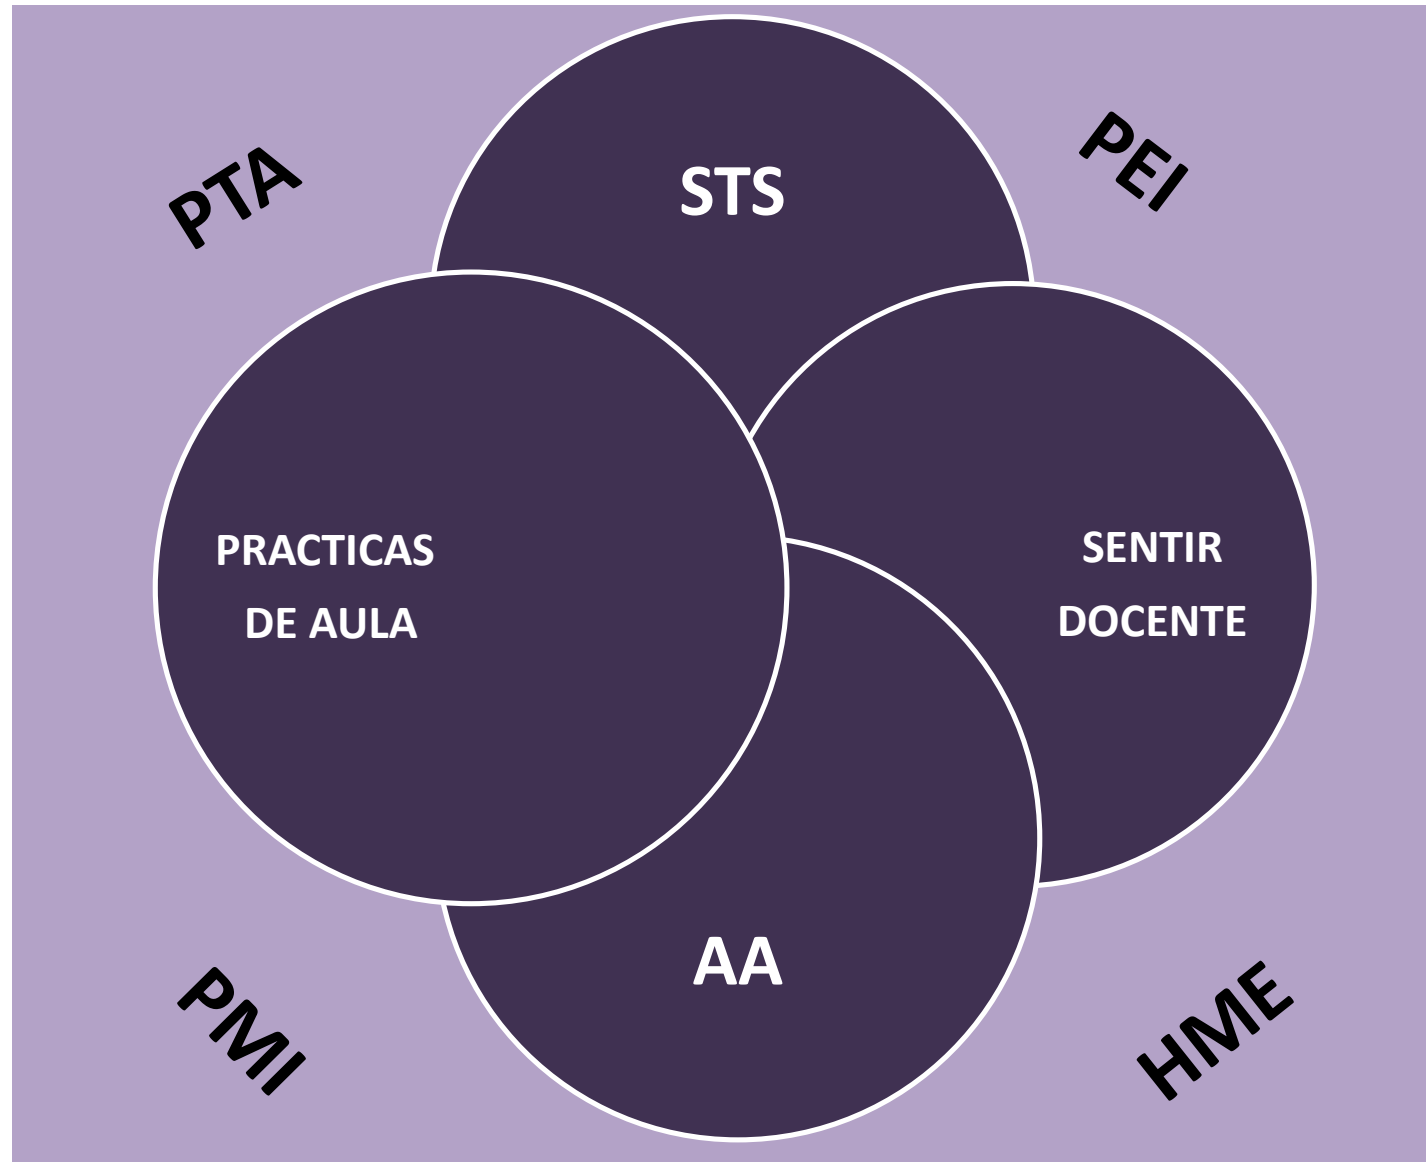 PTA
PEI
STS
PRACTICAS
DE AULA
SENTIR
DOCENTE
AA
PMI
HME